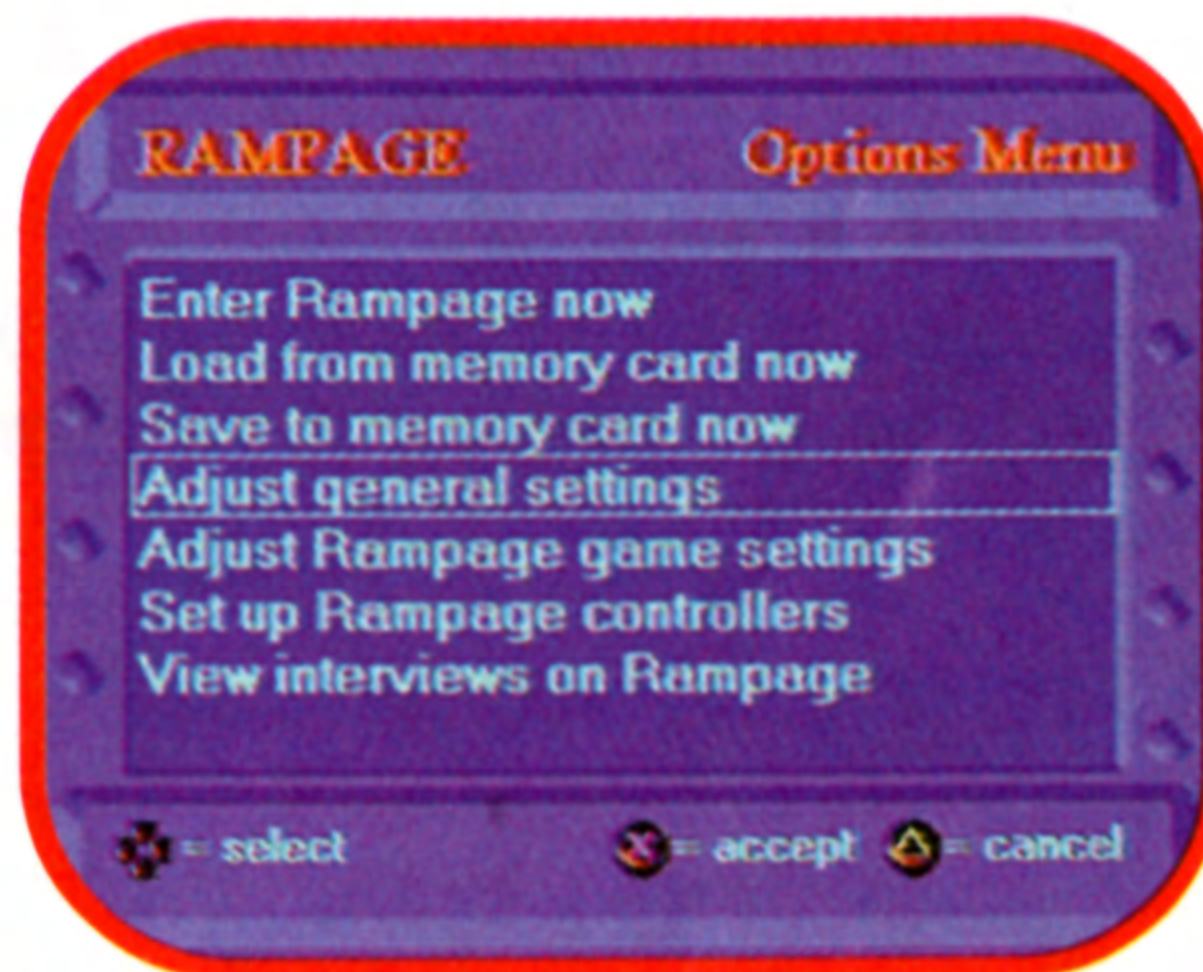 RAMPAGE Options Menu
Enter Rampage now
Load from memory card now
Save to memory card now
Adjust general settings
Adjust Rampage game settings
Set up Rampage controllers
View interviews on Rampage
= select X = accept △ = cancel